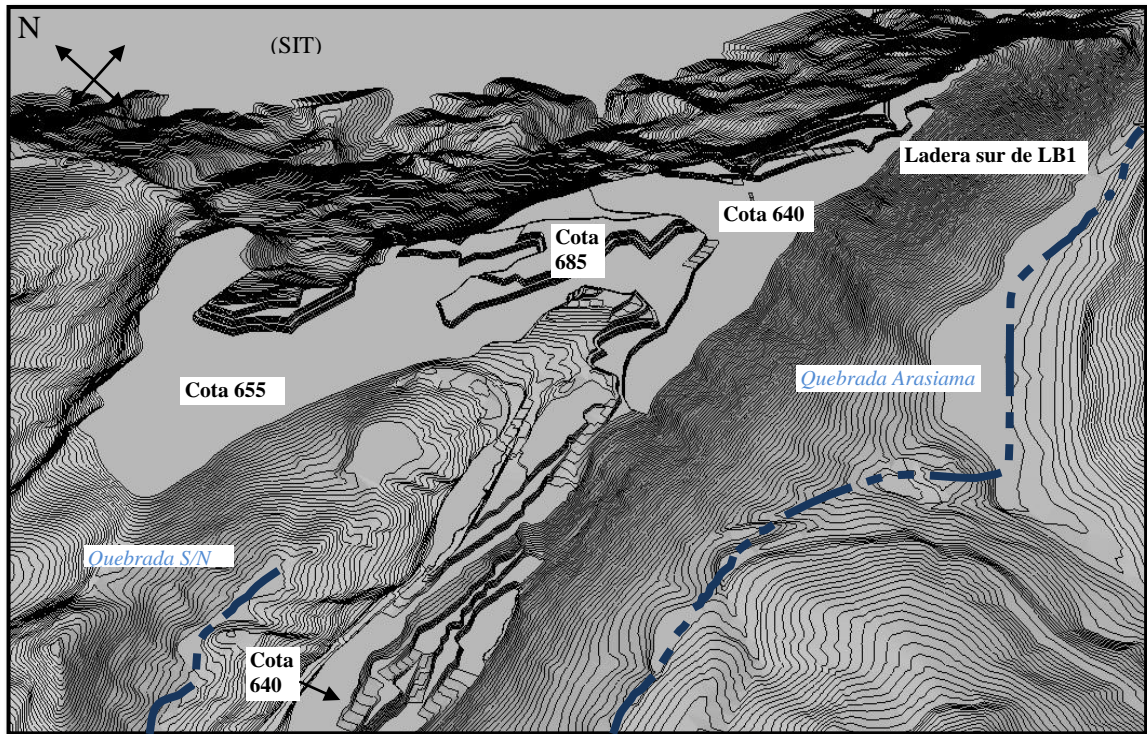 N
(SIT)
Ladera sur de LB1
Cota 640
Cota
685
Cota 655
Quebrada Arasiama
Quebrada S/N
Cota
640